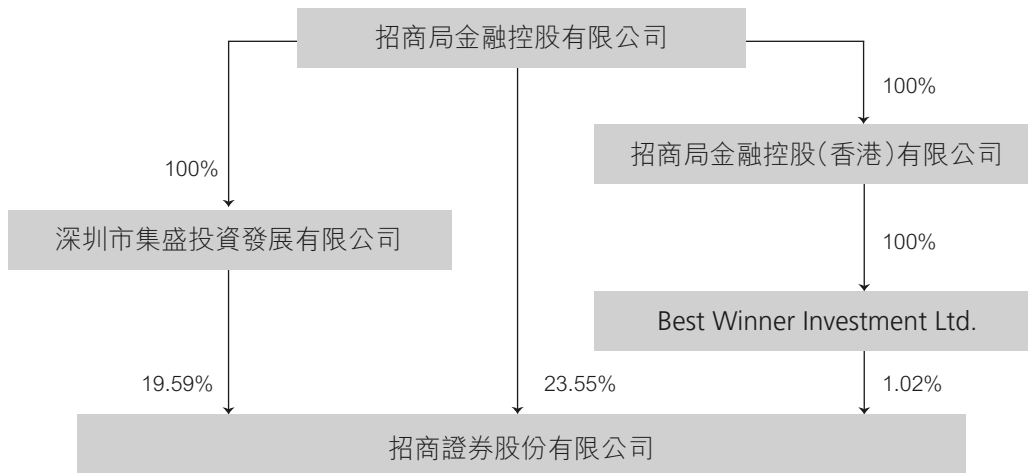 招商局金融控股有限公司
100%
招商局金融控股（香港）有限公司
100%
深圳市集盛投資發展有限公司
100%
Best Winner Investment Ltd.
19.59%
23.55%
1.02%
招商證券股份有限公司